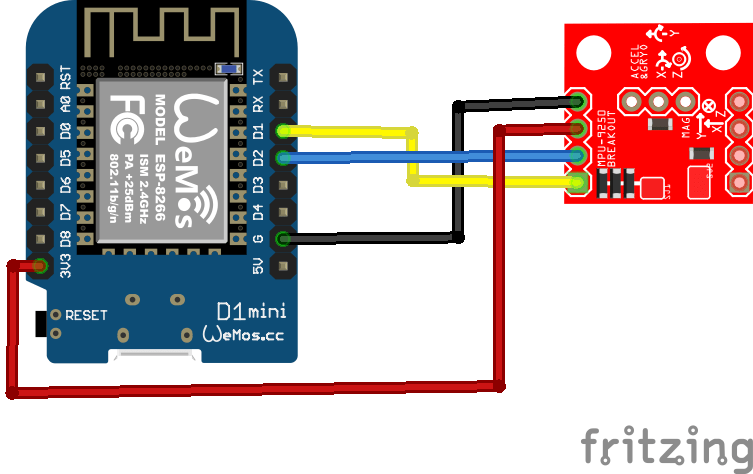 RST
A0
D0
D5
D6
D7
D8
3V3
TX
RX
D1
D2
D3
D4
G
5V
WeMos
MODEL ESP-8266
ISM 2.4GHz
PA +25dBm
802.11b/g/n
FC
RESET
D1mini
WeMos.cc
ACCEL
&GRYO
X
Y
Z
MPU-9250
BREAKOUT
MAG
Y
X
Z
SJ1
SJ2
fritzing